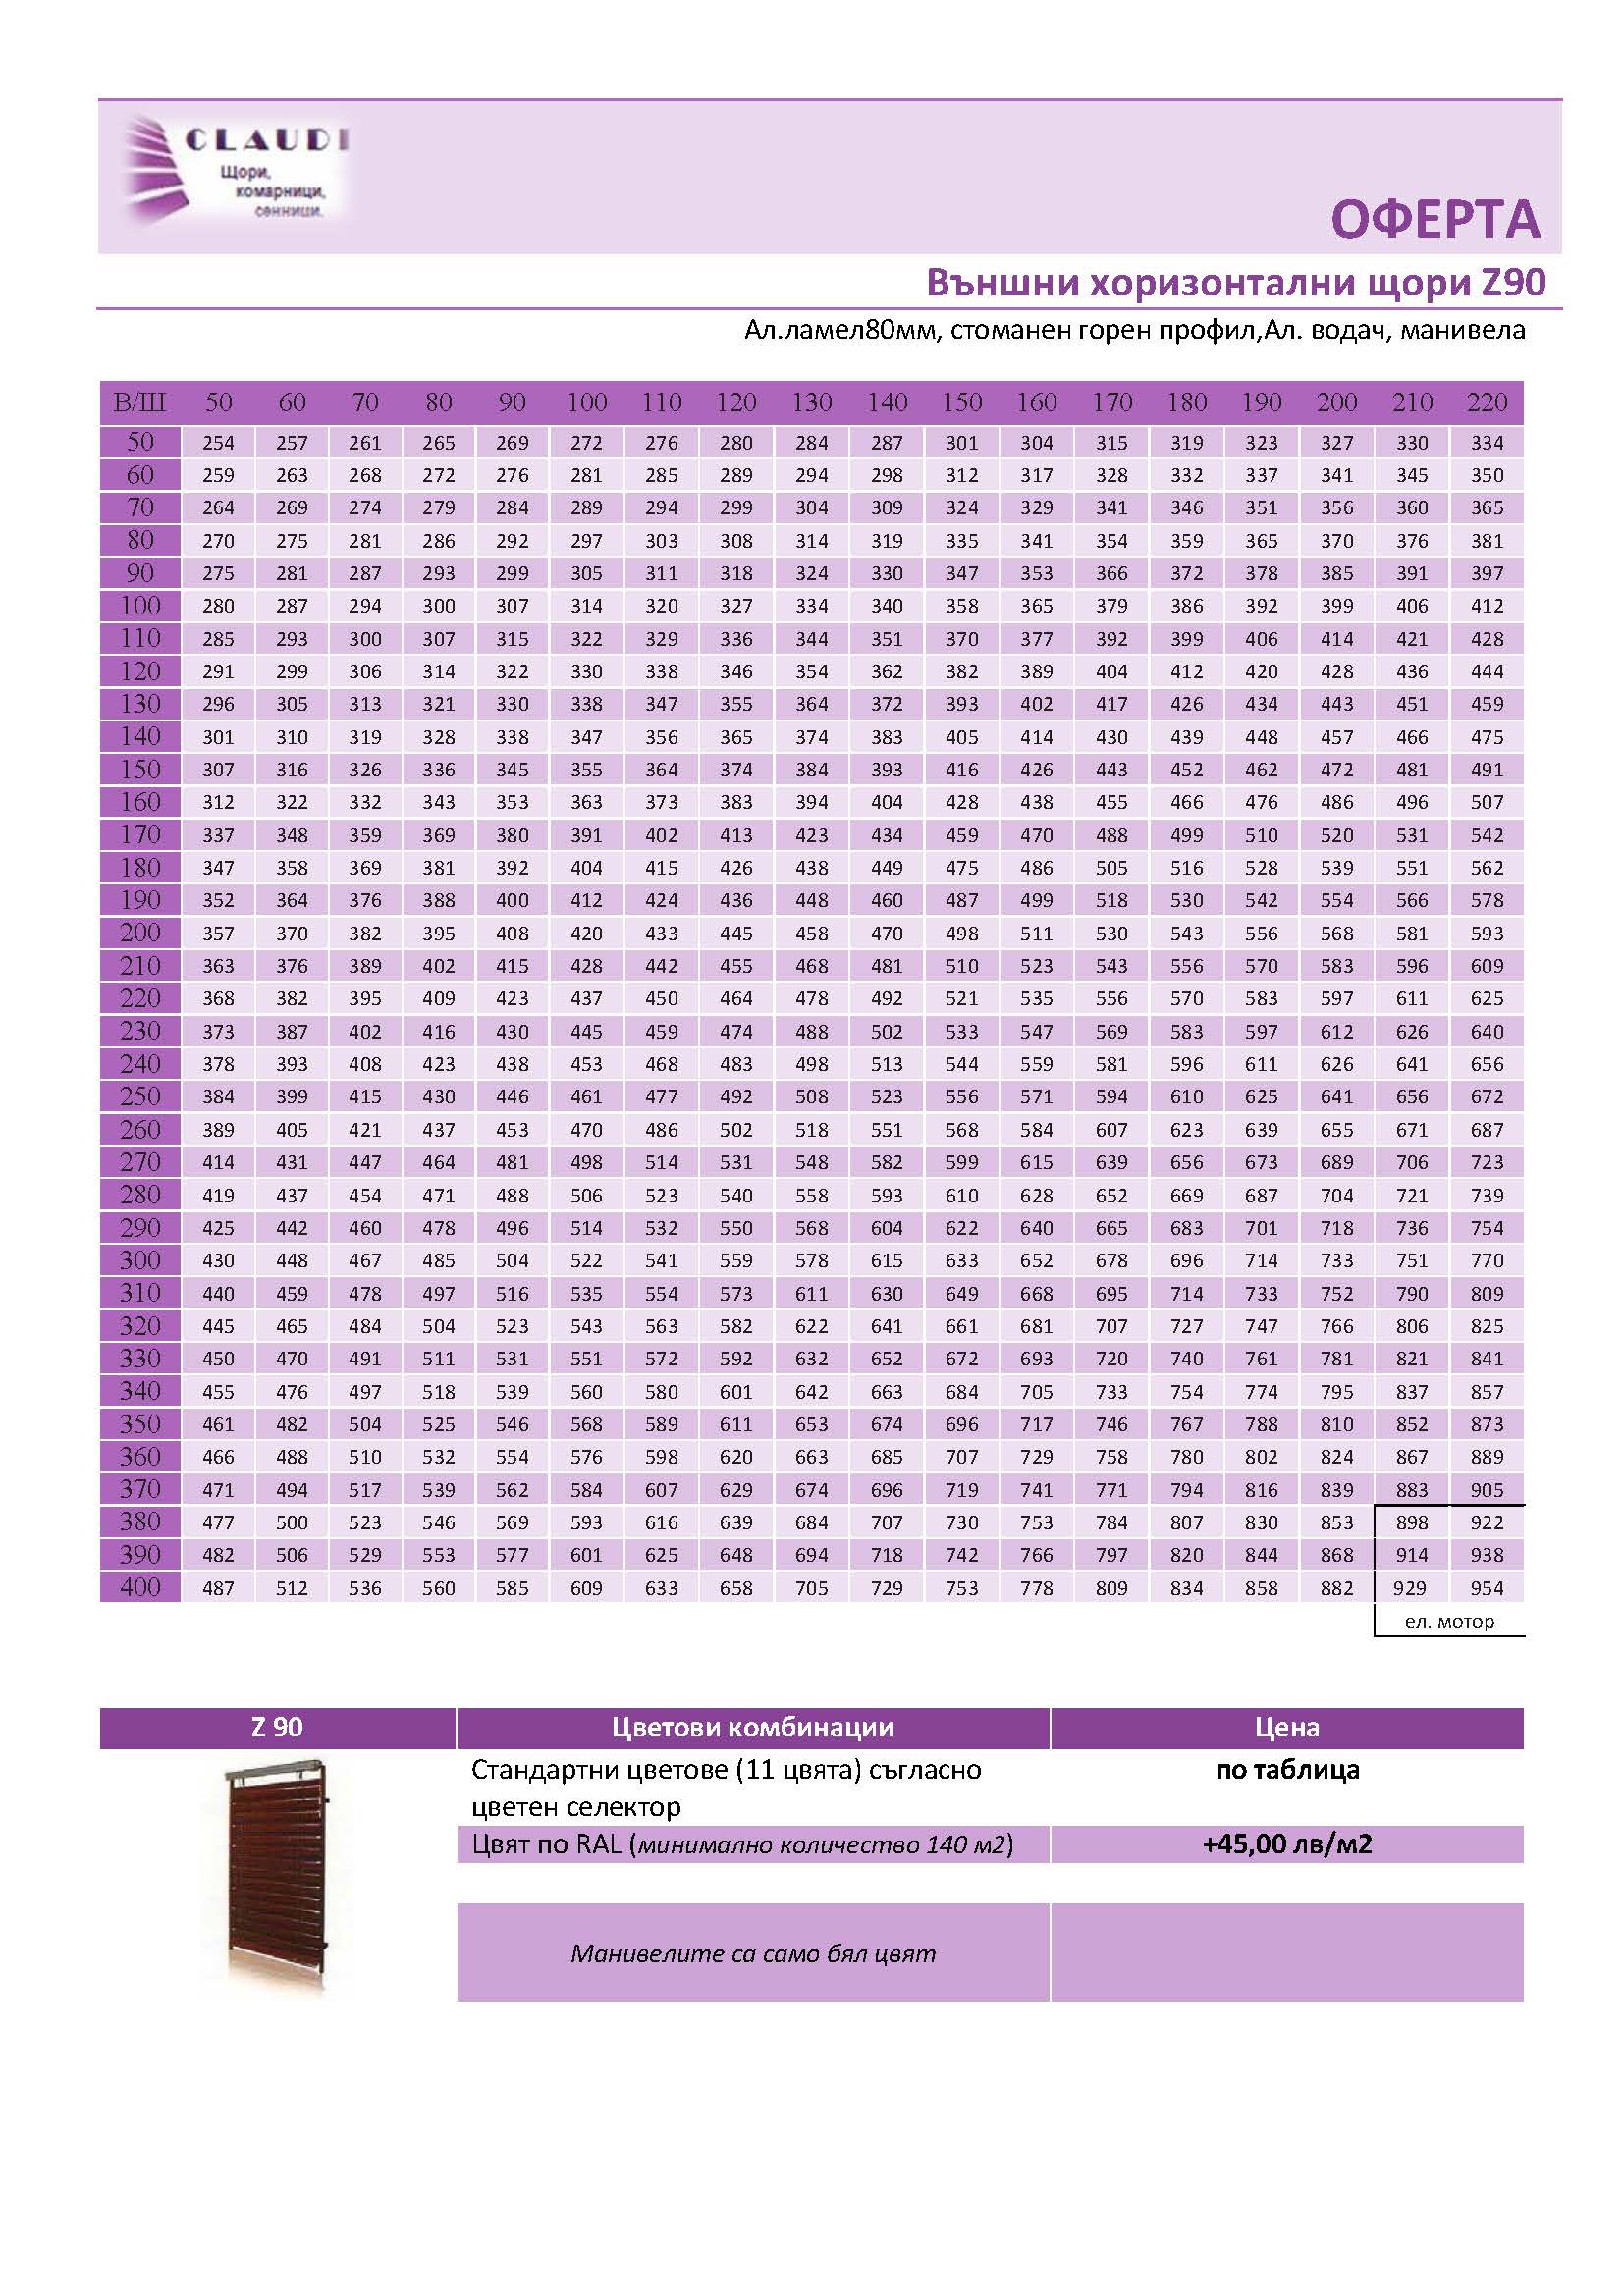 CLAUDI
Щори,
комарници,
сенници.
ОФЕРТА
Външни хоризонтални щори Z90
Ал.ламел80мм, стоманен горен профил,Ал. водач, манивела
В/Ш 50 60 70 80 90 100 110 120 130 140 150 160 170 180 190 200 210 220
50 254 257 261 265 269 272 276 280 284 287 301 304 315 319 323 327 330 334
60 259 263 268 272 276 281 285 289 294 298 312 317 328 332 337 341 345 350
70 264 269 274 279 284 289 294 299 304 309 324 329 341 346 351 356 360 365
80 270 275 281 286 292 297 303 308 314 319 335 341 354 359 365 370 376 381
90 275 281 287 293 299 305 311 318 324 330 347 353 366 372 378 385 391 397
100 280 287 294 300 307 314 320 327 334 340 358 365 379 386 392 399 406 412
110 285 293 300 307 315 322 329 336 344 351 370 377 392 399 406 414 421 428
120 291 299 306 314 322 330 338 346 354 362 382 389 404 412 420 428 436 444
130 296 305 313 321 330 338 347 355 364 372 393 402 417 426 434 443 451 459
140 301 310 319 328 338 347 356 365 374 383 405 414 430 439 448 457 466 475
150 307 316 326 336 345 355 364 374 384 393 416 426 443 452 462 472 481 491
160 312 322 332 343 353 363 373 383 394 404 428 438 455 466 476 486 496 507
170 337 348 359 369 380 391 402 413 423 434 459 470 488 499 510 520 531 542
180 347 358 369 381 392 404 415 426 438 449 475 486 505 516 528 539 551 562
190 352 364 376 388 400 412 424 436 448 460 487 499 518 530 542 554 566 578
200 357 370 382 395 408 420 433 445 458 470 498 511 530 543 556 568 581 593
210 363 376 389 402 415 428 442 455 468 481 510 523 543 556 570 583 596 609
220 368 382 395 409 423 437 450 464 478 492 521 535 556 570 583 597 611 625
230 373 387 402 416 430 445 459 474 488 502 533 547 569 583 597 612 626 640
240 378 393 408 423 438 453 468 483 498 513 544 559 581 596 611 626 641 656
250 384 399 415 430 446 461 477 492 508 523 556 571 594 610 625 641 656 672
260 389 405 421 437 453 470 486 502 518 551 568 584 607 623 639 655 671 687
270 414 431 447 464 481 498 514 531 548 582 599 615 639 656 673 689 706 723
280 419 437 454 471 488 506 523 540 558 593 610 628 652 669 687 704 721 739
290 425 442 460 478 496 514 532 550 568 604 622 640 665 683 701 718 736 754
300 430 448 467 485 504 522 541 559 578 615 633 652 678 696 714 733 751 770
310 440 459 478 497 516 535 554 573 611 630 649 668 695 714 733 752 790 809
320 445 465 484 504 523 543 563 582 622 641 661 681 707 727 747 766 806 825
330 450 470 491 511 531 551 572 592 632 652 672 693 720 740 761 781 821 841
340 455 476 497 518 539 560 580 601 642 663 684 705 733 754 774 795 837 857
350 461 482 504 525 546 568 589 611 653 674 696 717 746 767 788 810 852 873
360 466 488 510 532 554 576 598 620 663 685 707 729 758 780 802 824 867 889
370 471 494 517 539 562 584 607 629 674 696 719 741 771 794 816 839 883 905
380 477 500 523 546 569 593 616 639 684 707 730 753 784 807 830 853 898 922
390 482 506 529 553 577 601 625 648 694 718 742 766 797 820 844 868 914 938
400 487 512 536 560 585 609 633 658 705 729 753 778 809 834 858 882 929 954
ел. мотор
Z 90 Цветови комбинации Цена
Стандартни цветове (11 цвята) съгласно по таблица
цветен селектор
Цвят по RAL (минимално количество 140 м2) +45,00 лв/м2
Манивелите са само бял цвят